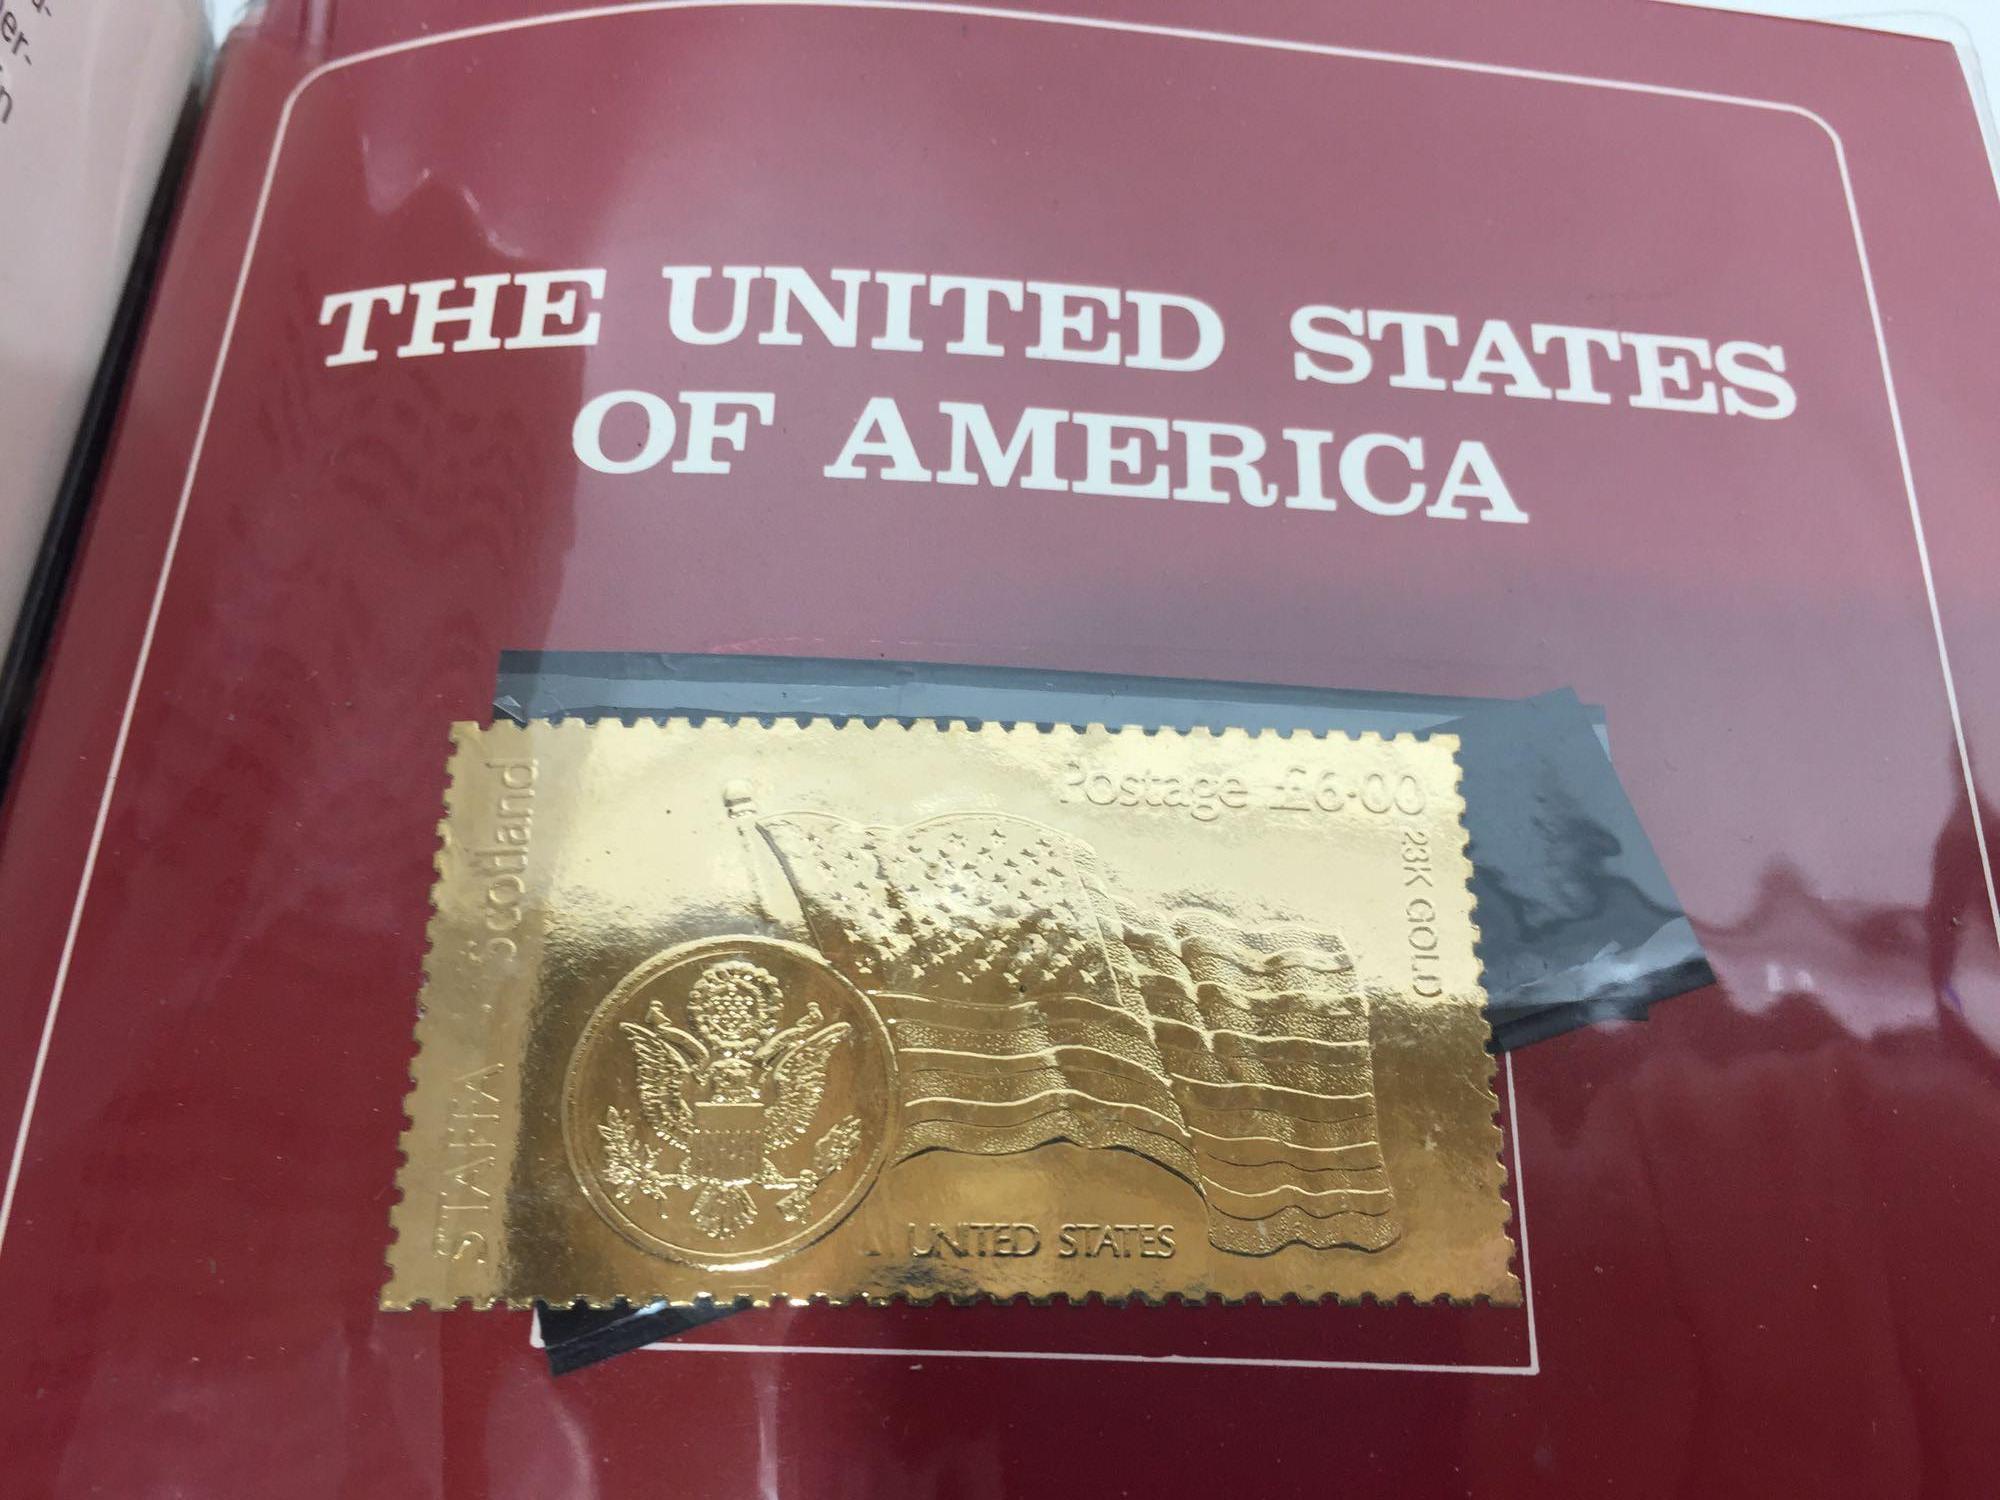 THE UNITED STATES
OF AMERICA
Postage £6·00
23K GOLD
STAFFA Scotland
UNITED STATES